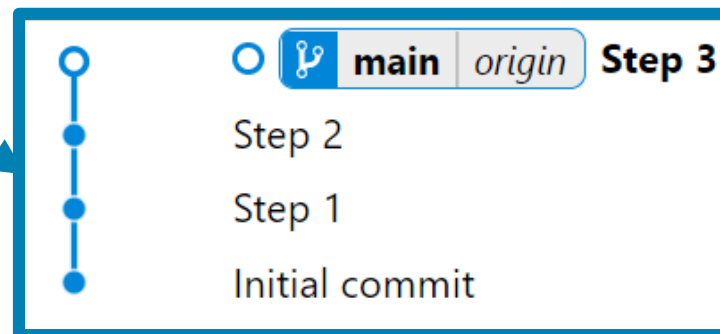 main origin Step 3
Step 2
Step 1
Initial commit